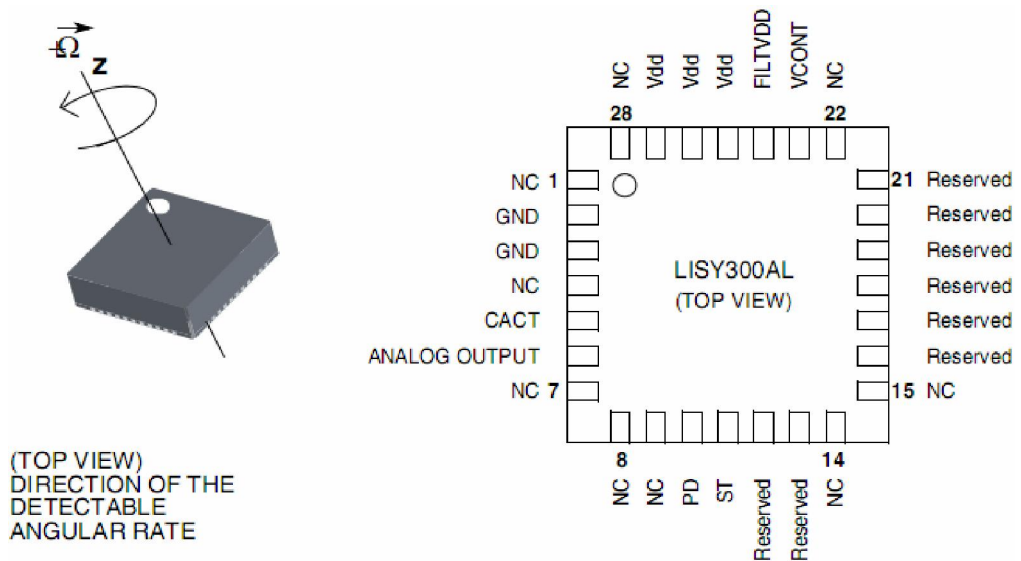 +Ω
z
(TOP VIEW)
DIRECTION OF THE
DETECTABLE
ANGULAR RATE
NC
Vdd
Vdd
Vdd
FILTVDD
VCONT
NC
28
22
NC 1
GND
GND
NC
CACT
ANALOG OUTPUT
NC 7
LISY300AL
(TOP VIEW)
21 Reserved
Reserved
Reserved
Reserved
Reserved
Reserved
15 NC
8
14
NC
NC
PD
ST
Reserved
Reserved
NC